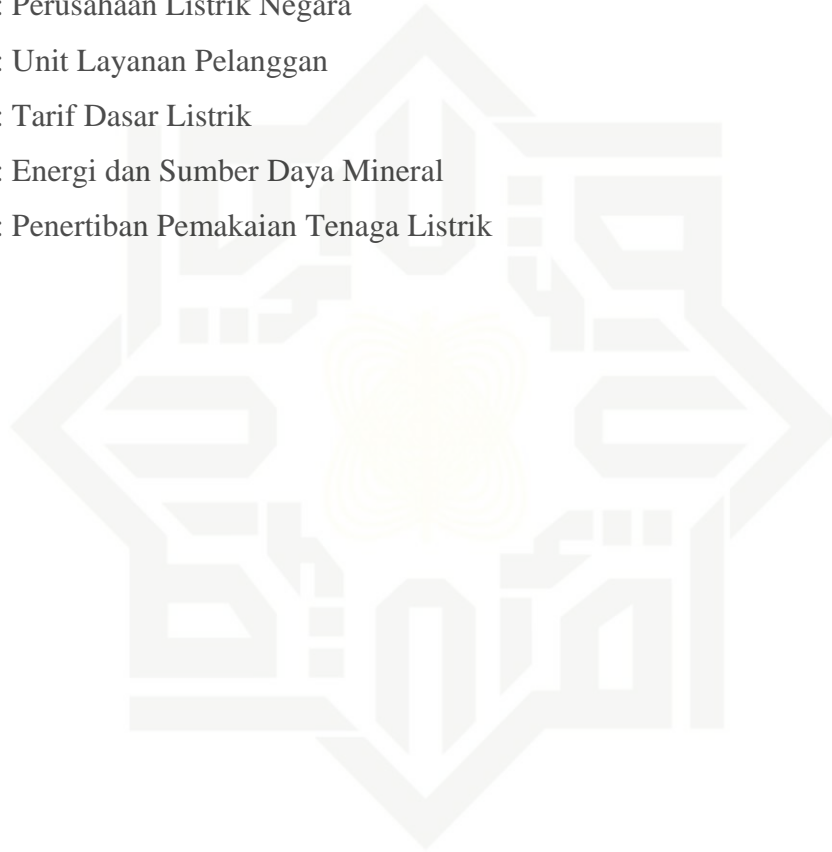 : Perusahaan Listrik Negara
: Unit Layanan Pelanggan
: Tarif Dasar Listrik
: Energi dan Sumber Daya Mineral
: Penertiban Pemakaian Tenaga Listrik